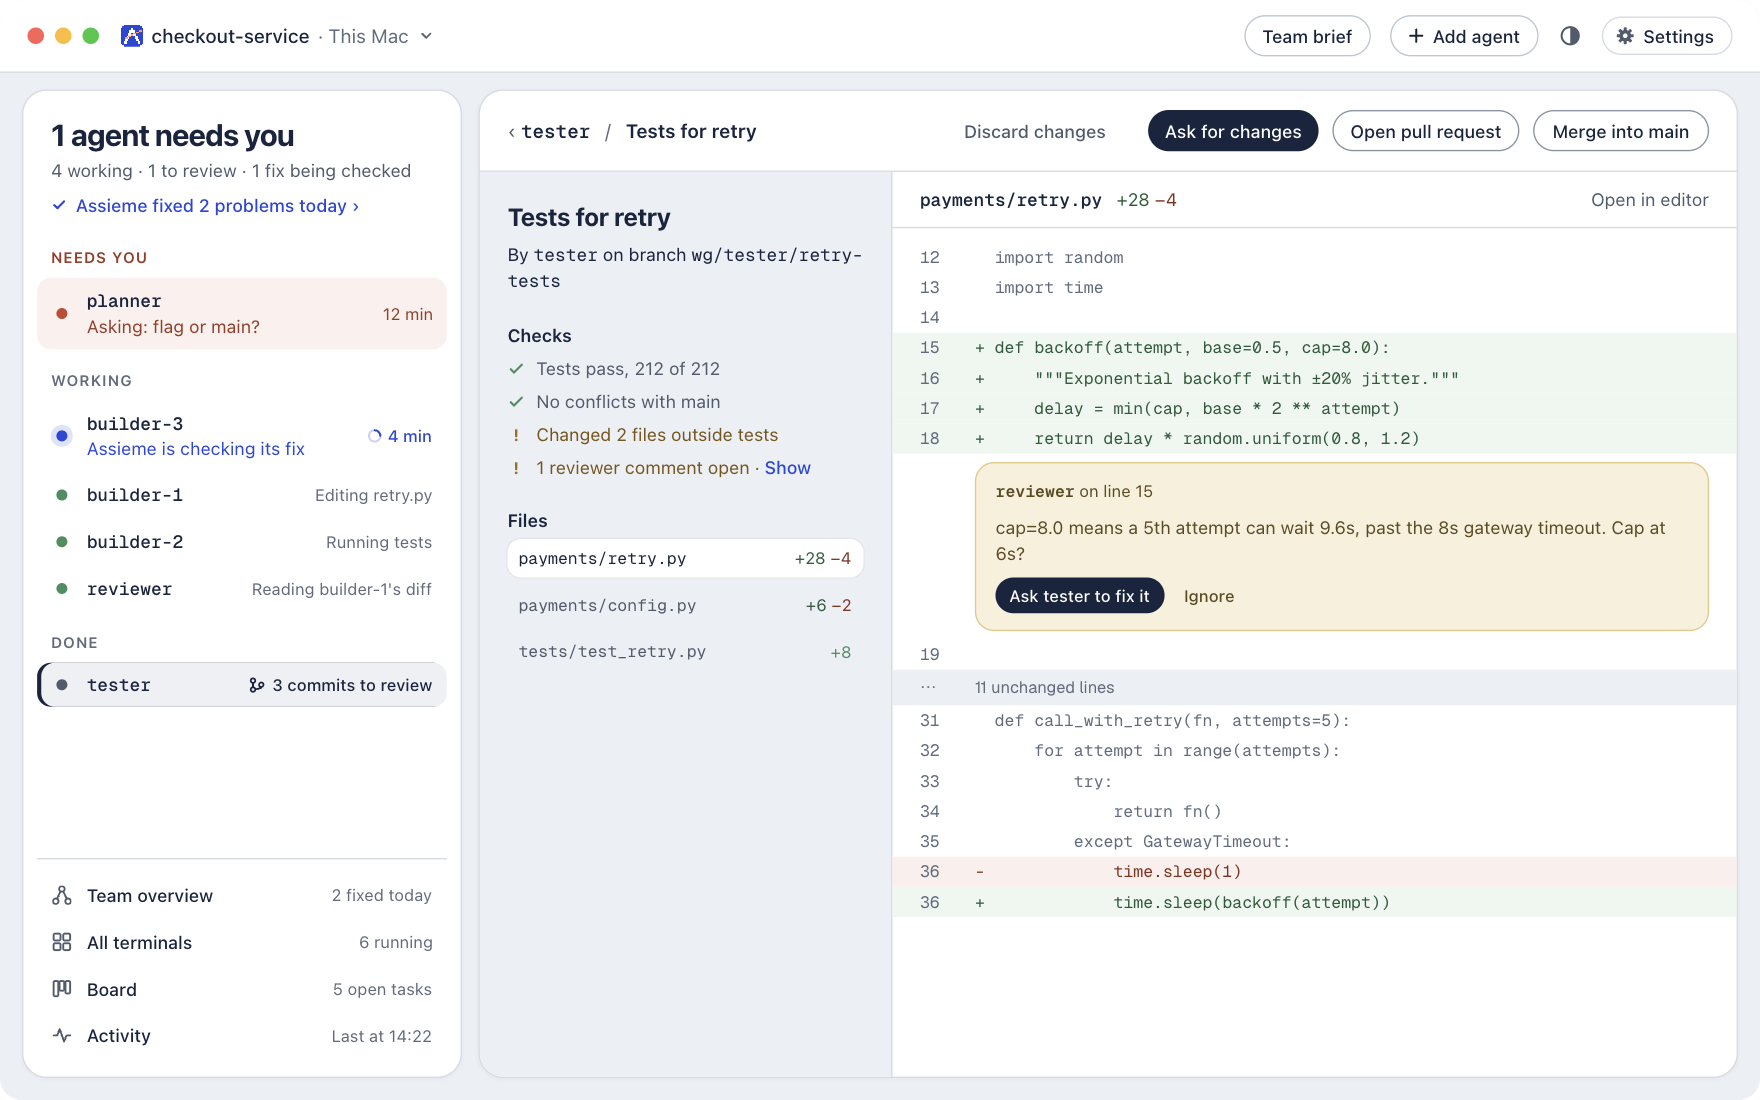 checkout-service · This Mac
Team brief
+ Add agent
Settings
1 agent needs you
4 working · 1 to review · 1 fix being checked
✓ Assieme fixed 2 problems today ›
NEEDS YOU
planner
Asking: flag or main?
12 min
WORKING
builder-3
Assieme is checking its fix
4 min
builder-1 Editing retry.py
builder-2 Running tests
reviewer Reading builder-1's diff
DONE
tester 3 commits to review
Team overview 2 fixed today
All terminals 6 running
Board 5 open tasks
Activity Last at 14:22
‹ tester / Tests for retry
Discard changes
Ask for changes
Open pull request
Merge into main
Tests for retry
By tester on branch wg/tester/retry-
tests
Checks
✓ Tests pass, 212 of 212
✓ No conflicts with main
! Changed 2 files outside tests
! 1 reviewer comment open · Show
Files
payments/retry.py +28 −4
payments/config.py +6 −2
tests/test_retry.py +8
payments/retry.py +28 −4
Open in editor
12 import random
13 import time
14
15 + def backoff(attempt, base=0.5, cap=8.0):
16 + """Exponential backoff with ±20% jitter."""
17 + delay = min(cap, base * 2 ** attempt)
18 + return delay * random.uniform(0.8, 1.2)
reviewer on line 15
cap=8.0 means a 5th attempt can wait 9.6s, past the 8s gateway timeout. Cap at
6s?
Ask tester to fix it
Ignore
19
··· 11 unchanged lines
31 def call_with_retry(fn, attempts=5):
32 for attempt in range(attempts):
33 try:
34 return fn()
35 except GatewayTimeout:
36 - time.sleep(1)
36 + time.sleep(backoff(attempt))